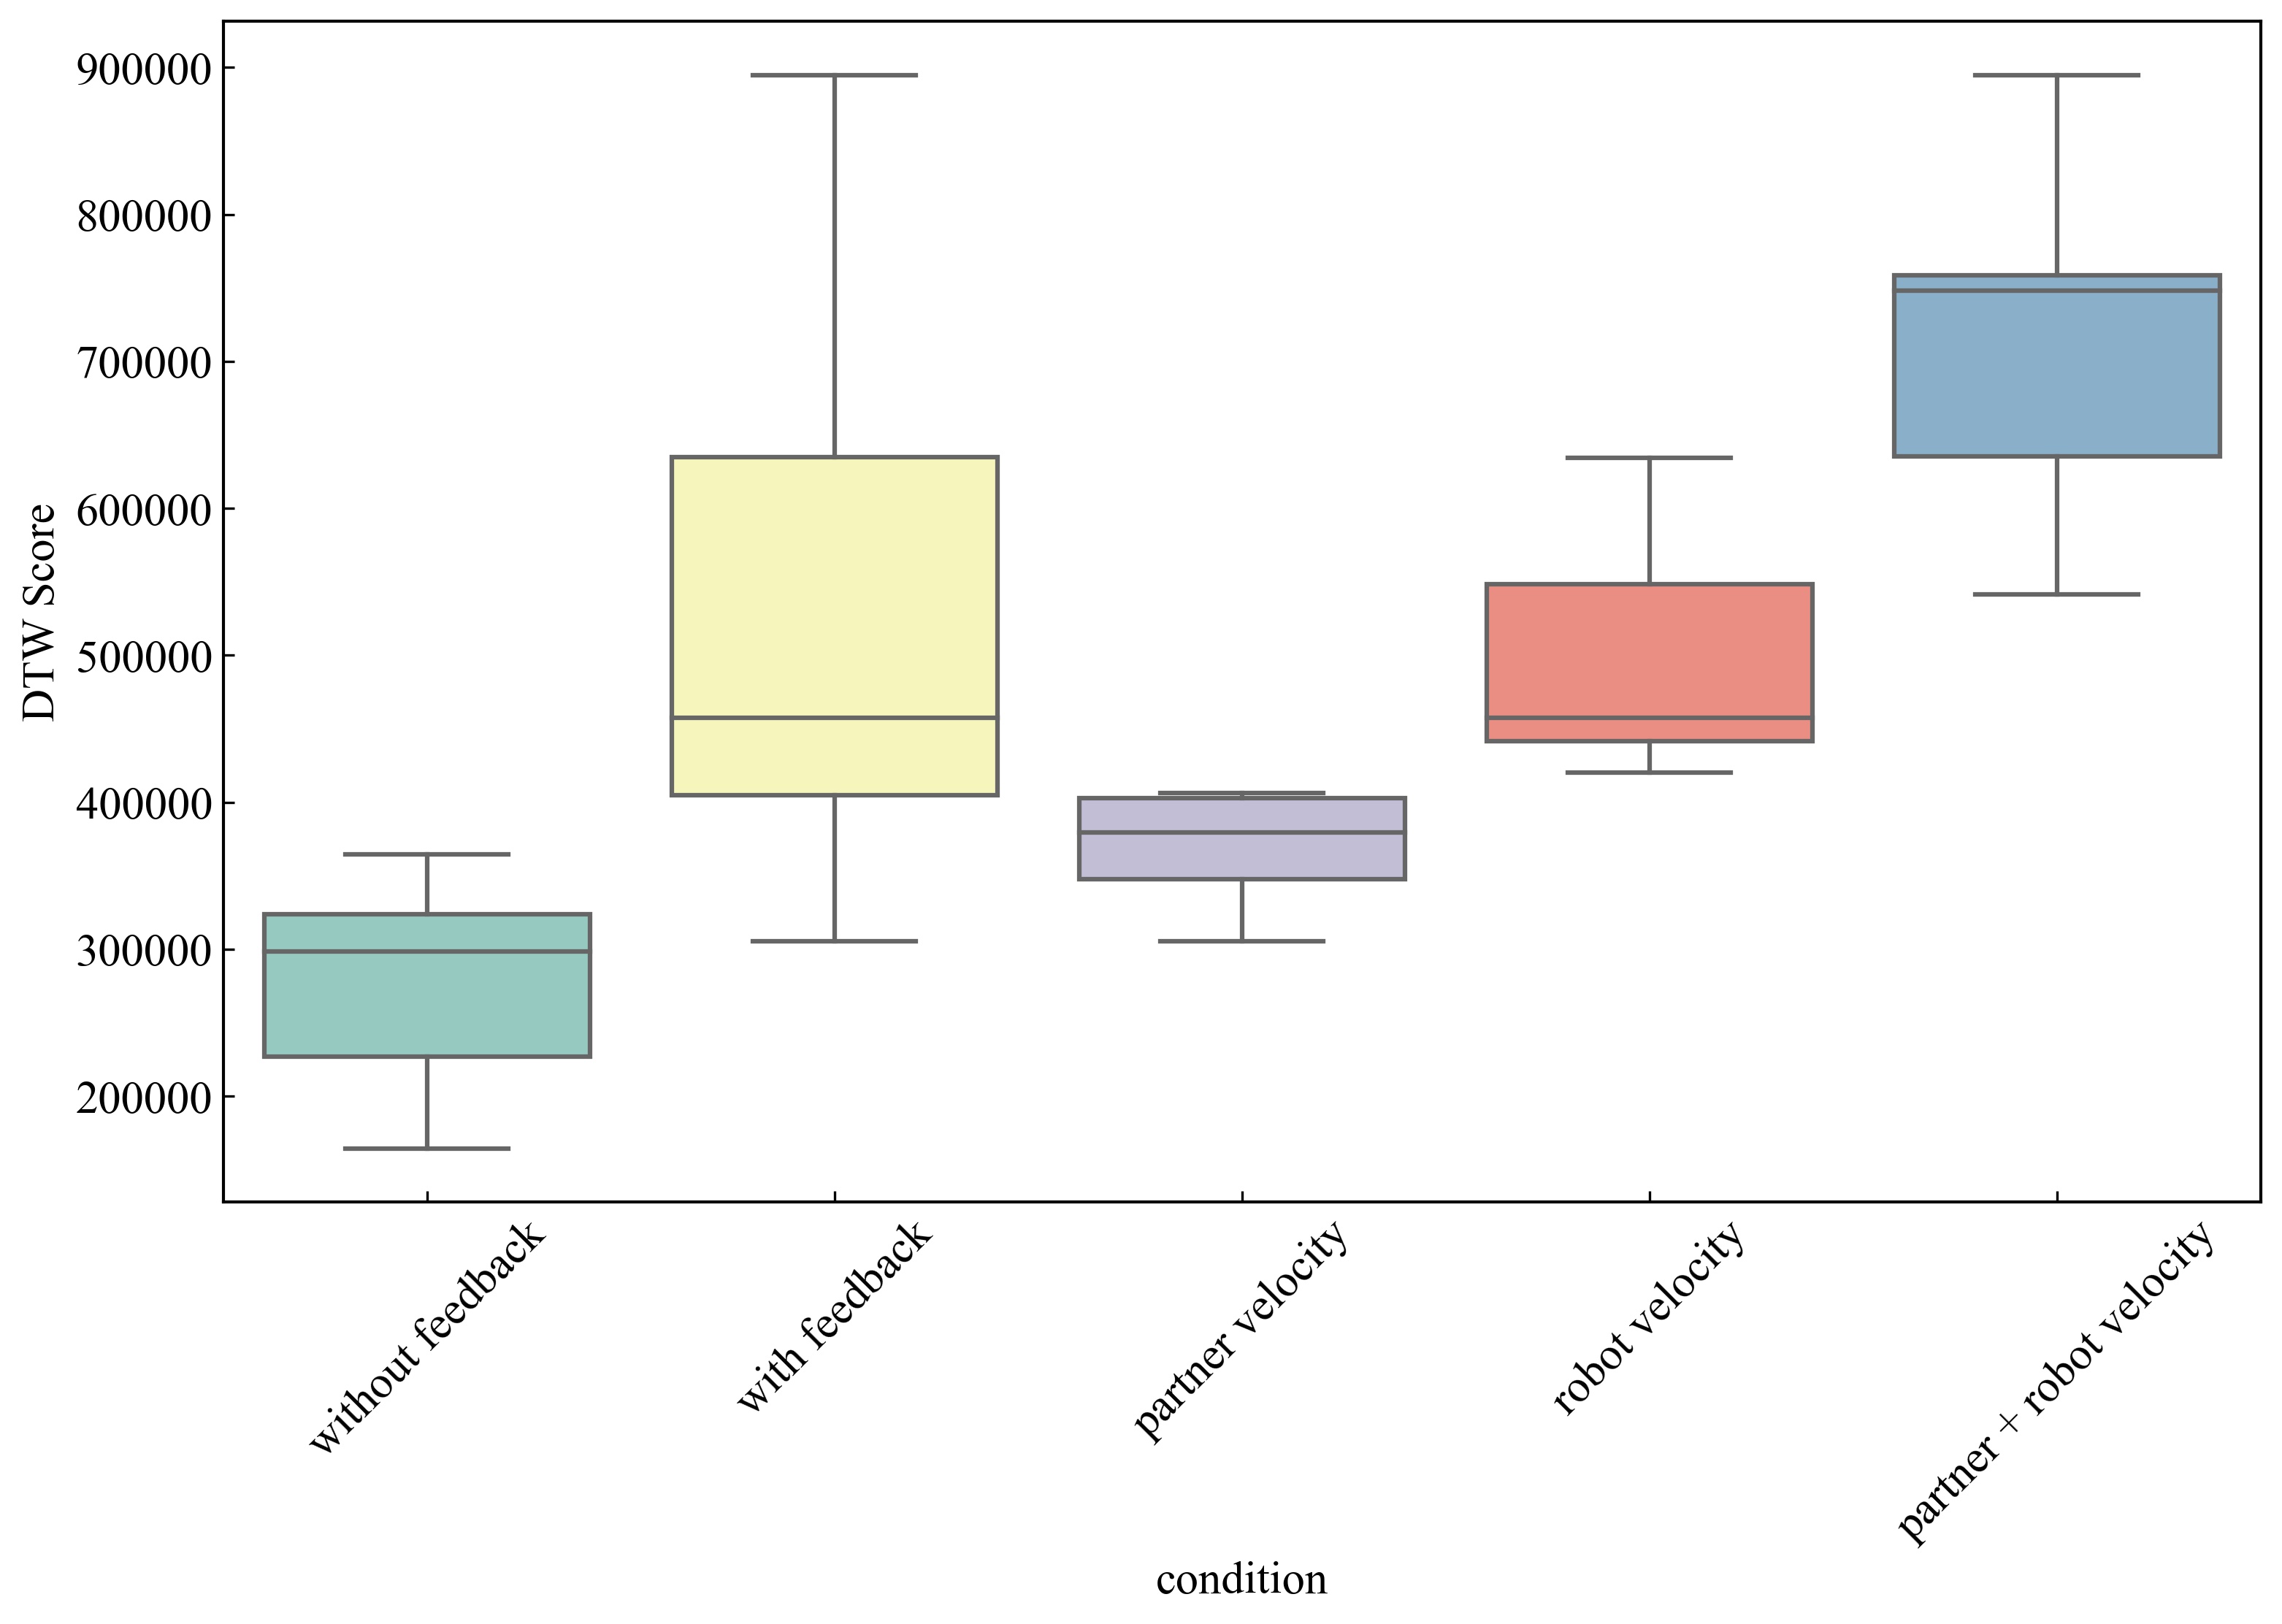 DTW Score
900000
800000
700000
600000
500000
400000
300000
200000
without feedback
with feedback
partner velocity
robot velocity
partner + robot velocity
condition